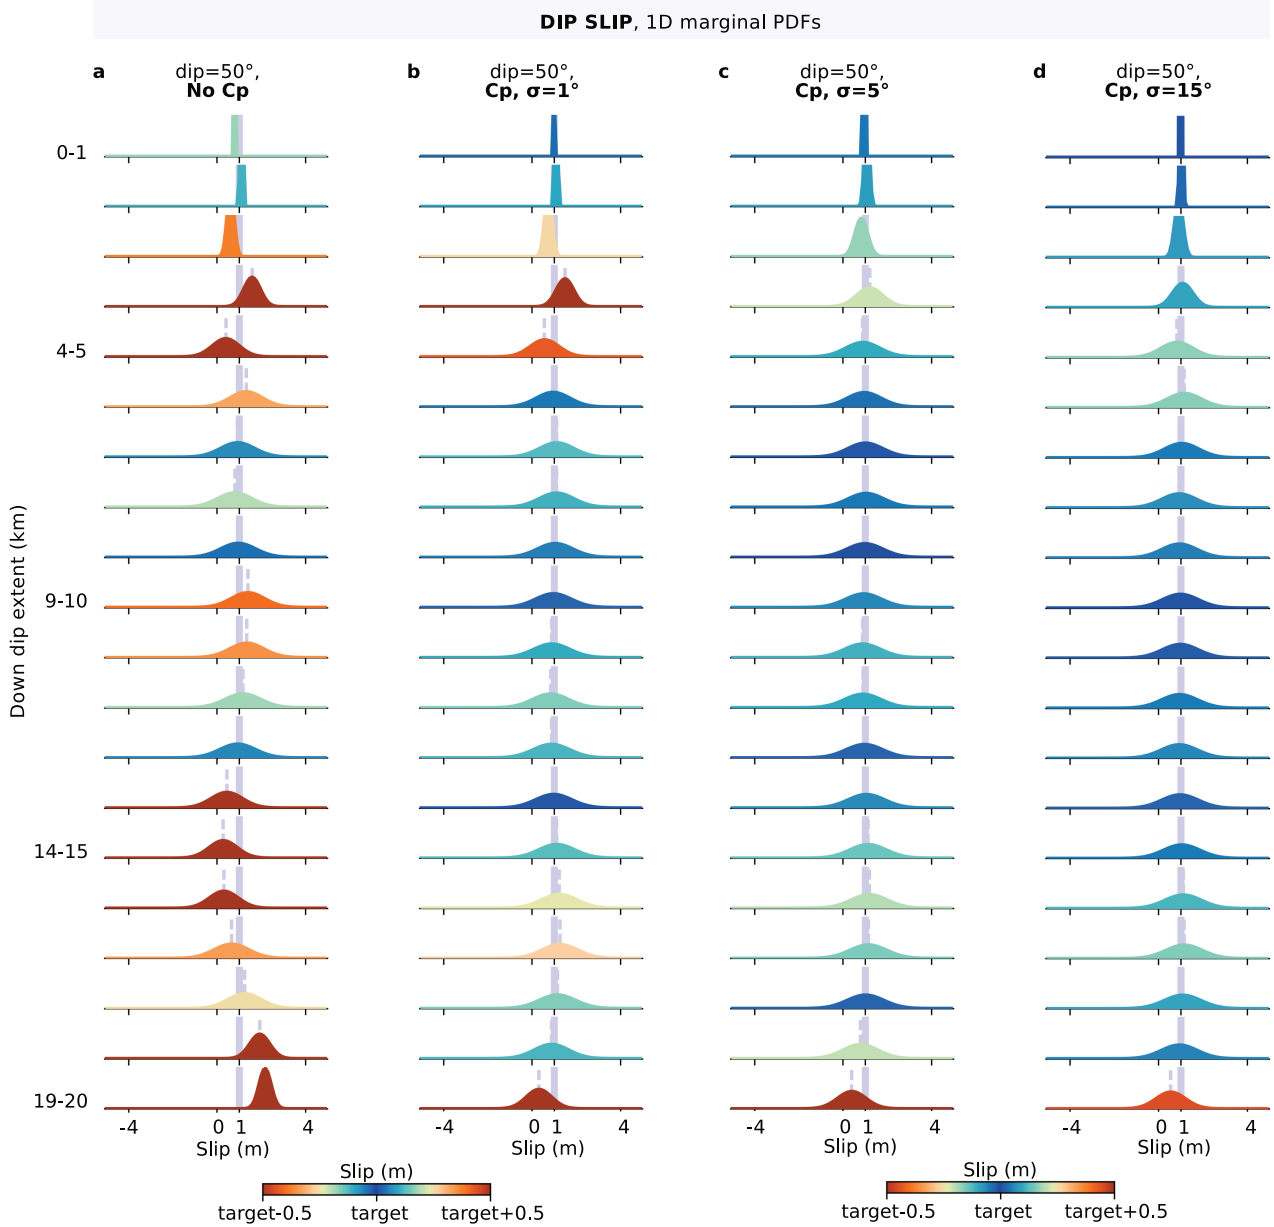 DIP SLIP, 1D marginal PDFs
a
dip=50°,
No Cp
b
dip=50°,
Cp, σ=1°
c
dip=50°,
Cp, σ=5°
d
dip=50°,
Cp, σ=15°
Down dip extent (km)
0-1
4-5
9-10
14-15
19-20
-4 0 1 4
Slip (m)
-4 0 1 4
Slip (m)
-4 0 1 4
Slip (m)
-4 0 1 4
Slip (m)
Slip (m)
target-0.5 target target+0.5
Slip (m)
target-0.5 target target+0.5